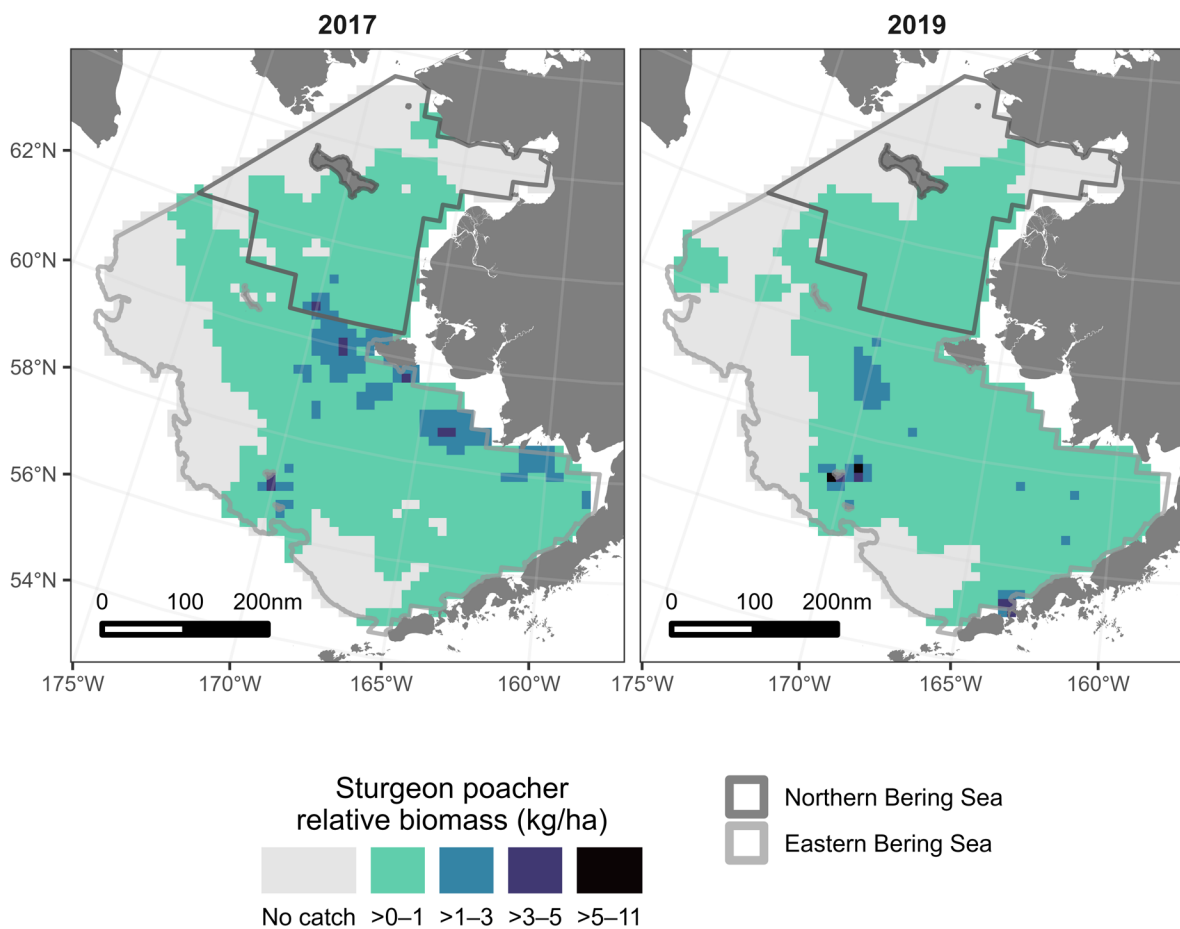 2017
2019
62°N
60°N
58°N
56°N
54°N
0 100 200nm
0 100 200nm
175°W 170°W 165°W 160°W 175°W 170°W 165°W 160°W
Sturgeon poacher
relative biomass (kg/ha)
No catch >0–1 >1–3 >3–5 >5–11
Northern Bering Sea
Eastern Bering Sea